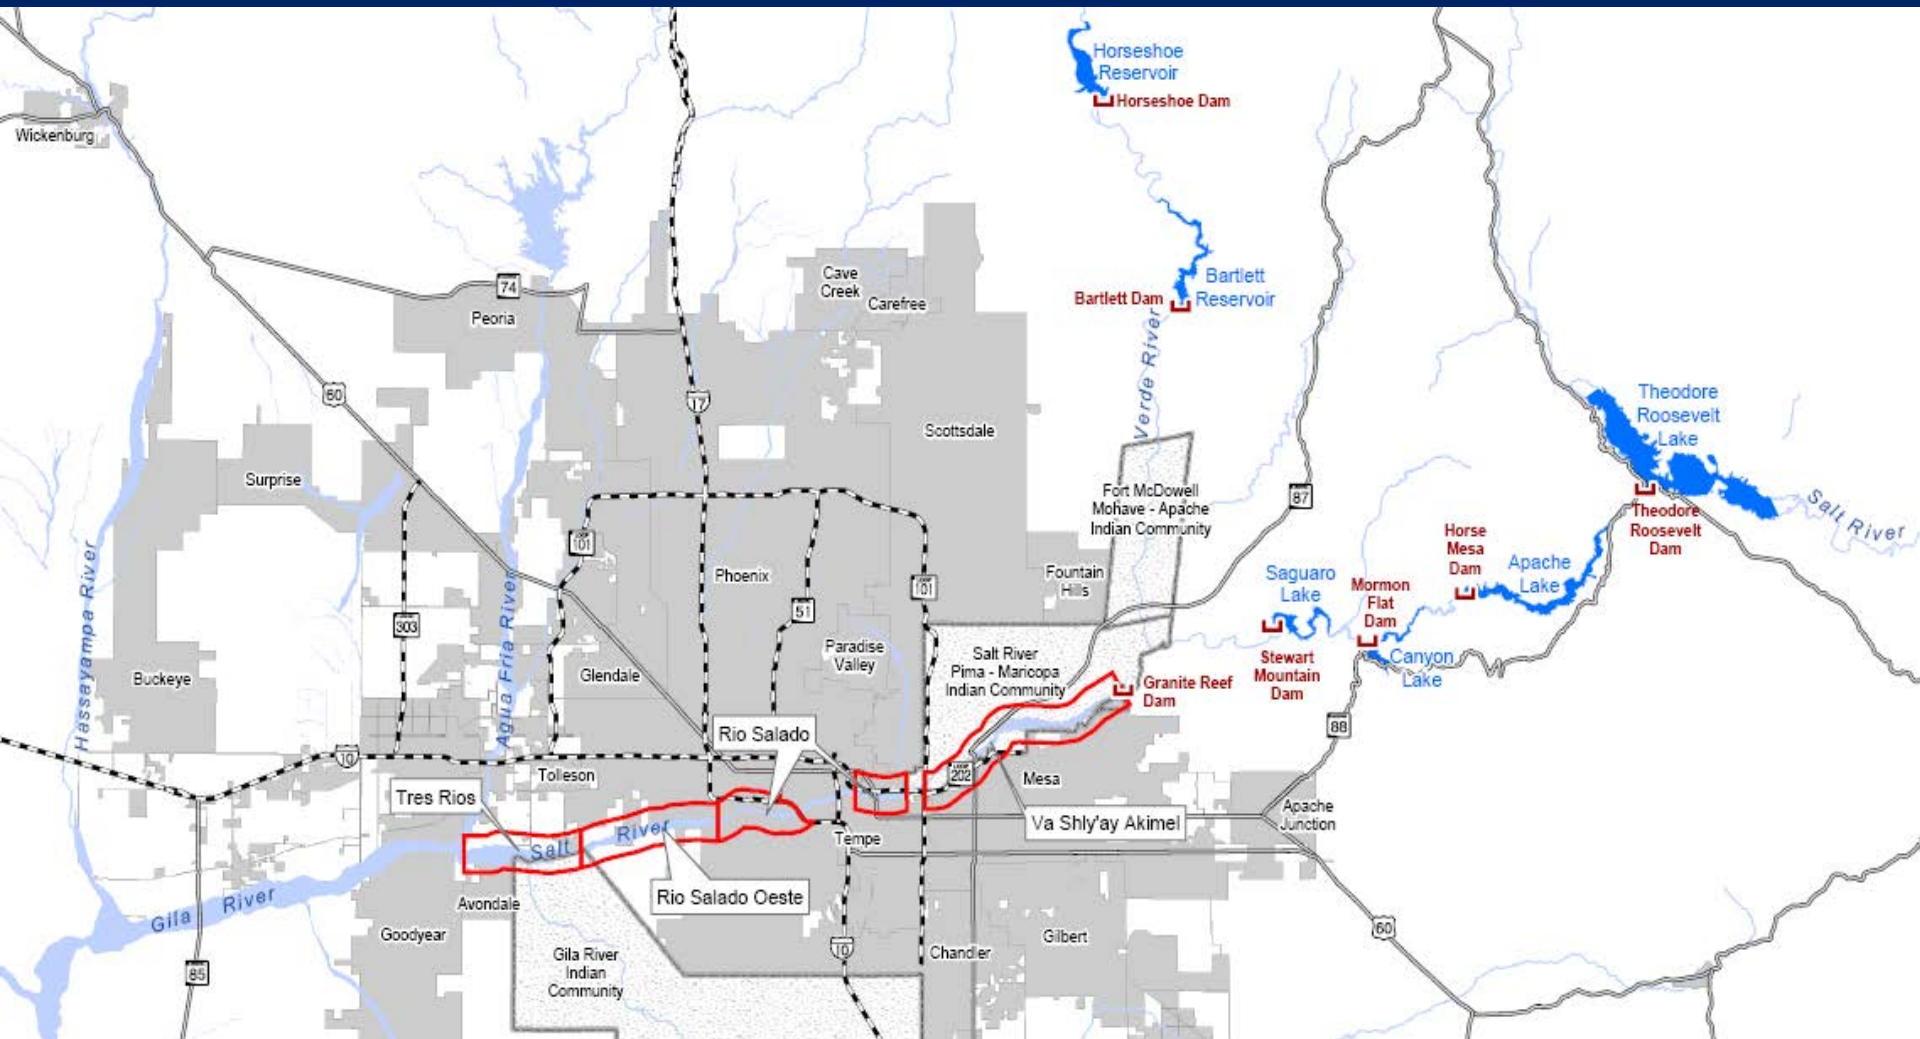 Horseshoe
Reservoir
Horseshoe Dam
Wickenburg
Bartlett
Reservoir
Bartlett Dam
Verde River
74
Peoria
Cave
Creek
Carefree
60
17
Scottsdale
Theodore
Roosevelt
Lake
Salt River
Theodore
Roosevelt
Dam
Surprise
Fort McDowell
Mohave - Apache
Indian Community
87
Horse
Mesa
Dam
Apache
Lake
Saguaro
Lake
Mormon
Flat
Dam
LOOP
101
Phoenix
LOOP
101
Fountain
Hills
51
303
Hassayampa River
Agua Fria River
Buckeye
Glendale
Paradise
Valley
Salt River
Pima - Maricopa
Indian Community
Granite Reef
Dam
Stewart
Mountain
Dam
Canyon
Lake
88
Rio Salado
10
Tolleson
LOOP
202
Mesa
Tres Rios
Va Shly'ay Akimel
Apache
Junction
Salt River
Tempe
Rio Salado Oeste
Gila River
Avondale
Goodyear
10
Chandler
Gilbert
60
85
Gila River
Indian
Community